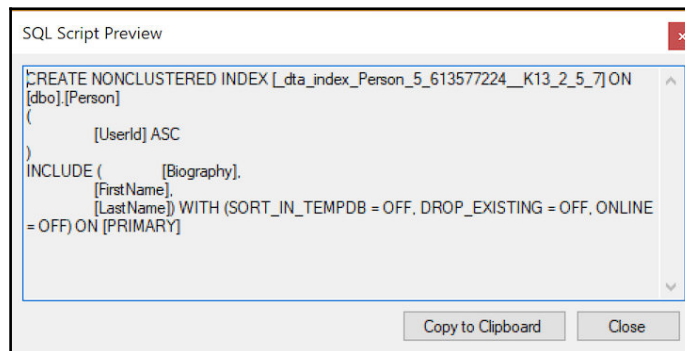 SQL Script Preview
CREATE NONCLUSTERED INDEX [_dta_index_Person_5_613577224__K13_2_5_7] ON
[dbo].[Person]
(
[UserId] ASC
)
INCLUDE ( [Biography],
[FirstName],
[LastName]) WITH (SORT_IN_TEMPDB = OFF, DROP_EXISTING = OFF, ONLINE
= OFF) ON [PRIMARY]
Copy to Clipboard Close